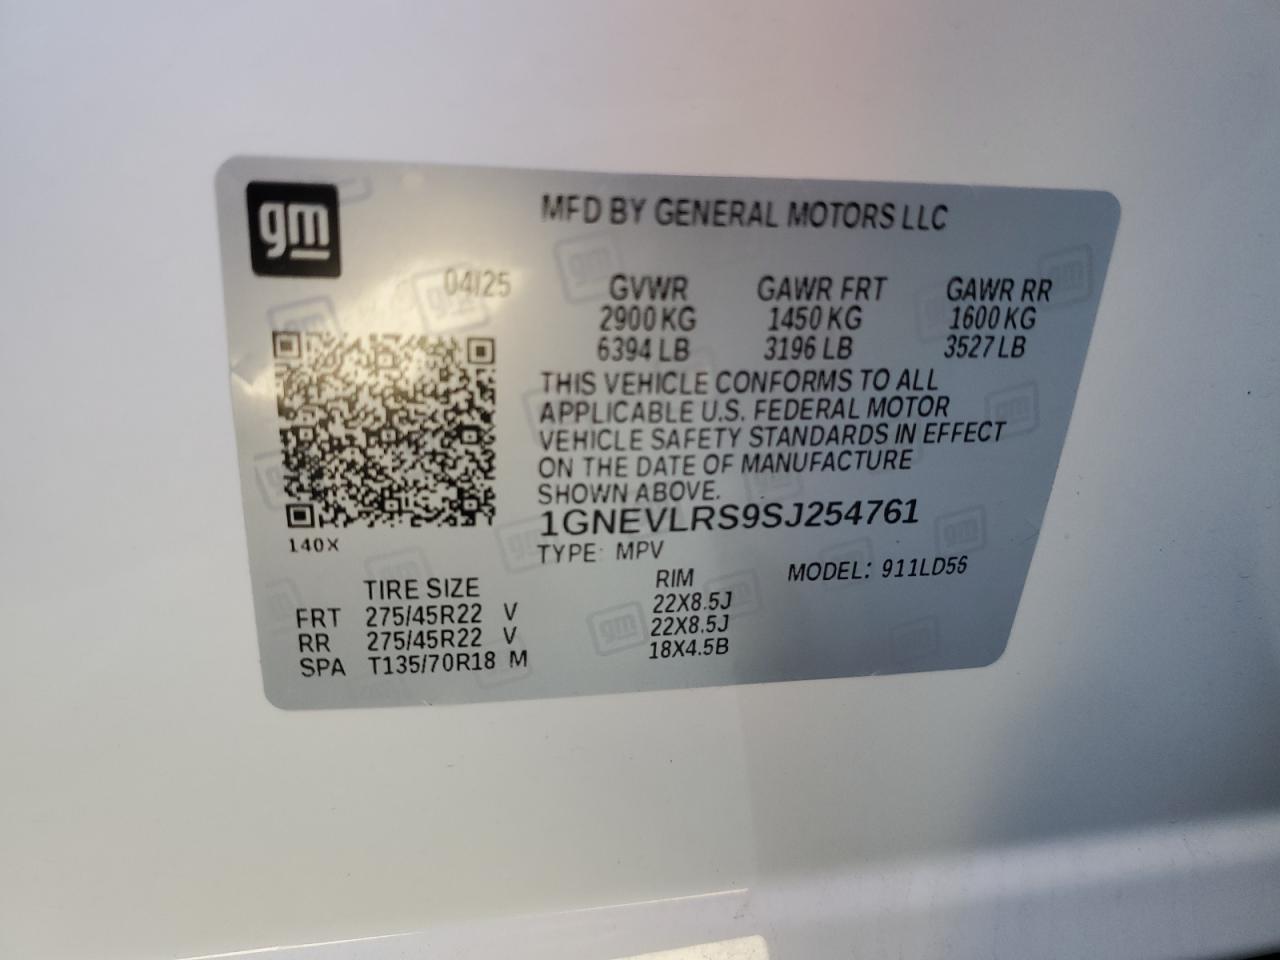 gm
MFD BY GENERAL MOTORS LLC
04/25
GVWR GAWR FRT GAWR RR
2900 KG 1450 KG 1600 KG
6394 LB 3196 LB 3527 LB
THIS VEHICLE CONFORMS TO ALL
APPLICABLE U.S. FEDERAL MOTOR
VEHICLE SAFETY STANDARDS IN EFFECT
ON THE DATE OF MANUFACTURE
SHOWN ABOVE.
1GNEVLRS9SJ254761
140X
TYPE: MPV MODEL: 911LD56
TIRE SIZE RIM
FRT 275/45R22 V 22X8.5J
RR 275/45R22 V 22X8.5J
SPA T135/70R18 M 18X4.5B